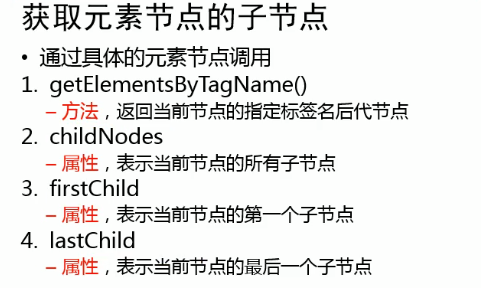 获取元素节点的子节点
• 通过具体的元素节点调用
1. getElementsByTagName()
– 方法，返回当前节点的指定标签名后代节点
2. childNodes
– 属性，表示当前节点的所有子节点
3. firstChild
– 属性，表示当前节点的第一个子节点
4. lastChild
– 属性，表示当前节点的最后一个子节点